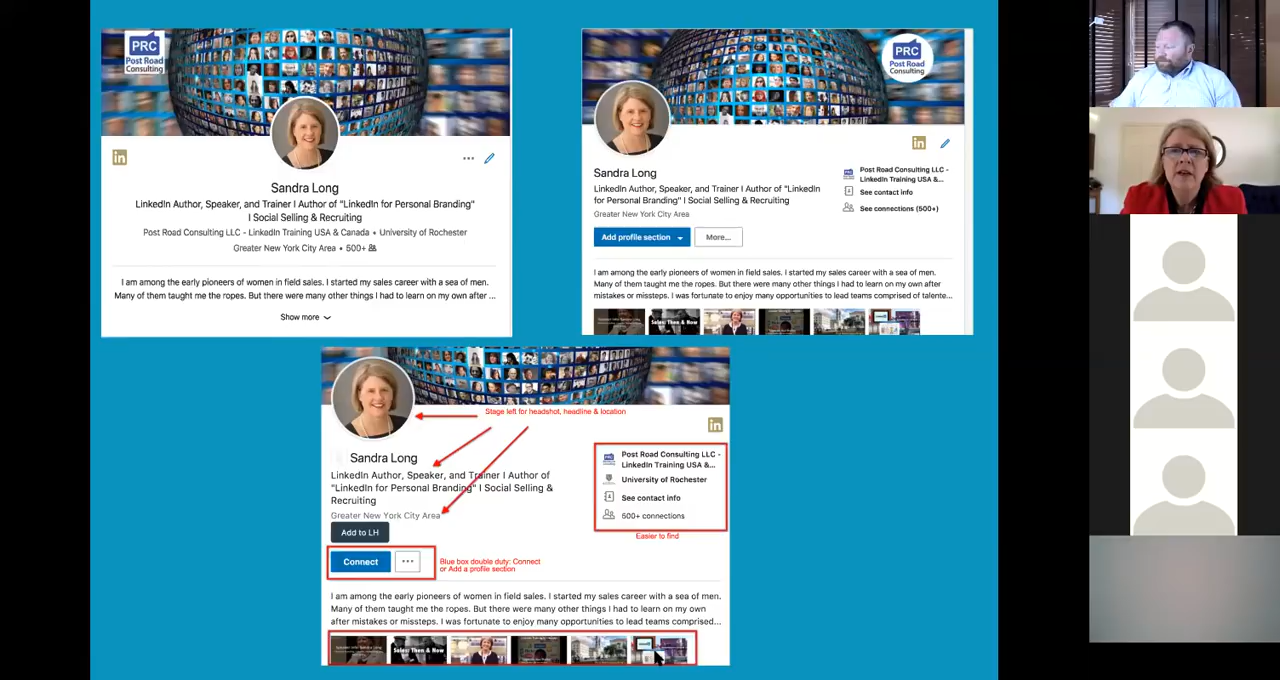 PRC
Post Road
Consulting
in
Sandra Long
LinkedIn Author, Speaker, and Trainer I Author of "LinkedIn for Personal Branding"
I Social Selling & Recruiting
Post Road Consulting LLC - LinkedIn Training USA & Canada • University of Rochester
Greater New York City Area • 500+
I am among the early pioneers of women in field sales. I started my sales career with a sea of men.
Many of them taught me the ropes. But there were many other things I had to learn on my own after ...
Show more
PRC
Post Road
Consulting
in
Sandra Long
LinkedIn Author, Speaker, and Trainer I Author of "LinkedIn
for Personal Branding" I Social Selling & Recruiting
Greater New York City Area
Post Road Consulting LLC -
LinkedIn Training USA &...
See contact info
See connections (500+)
Add profile section
More...
I am among the early pioneers of women in field sales. I started my sales career with a sea of men.
Many of them taught me the ropes. But there were many other things I had to learn on my own after
mistakes or missteps. I was fortunate to enjoy many opportunities to lead teams comprised of talente...
Sales: Then & Now
Stage left for headshot, headline & location
in
Sandra Long
LinkedIn Author, Speaker, and Trainer I Author of
"LinkedIn for Personal Branding" I Social Selling &
Recruiting
Greater New York City Area
Post Road Consulting LLC -
LinkedIn Training USA &...
University of Rochester
See contact info
500+ connections
Easier to find
Add to LH
Connect
Blue box double duty: Connect
or Add a profile section
I am among the early pioneers of women in field sales. I started my sales career with a sea of men.
Many of them taught me the ropes. But there were many other things I had to learn on my own
after mistakes or missteps. I was fortunate to enjoy many opportunities to lead teams comprised...
Sales: Then & Now